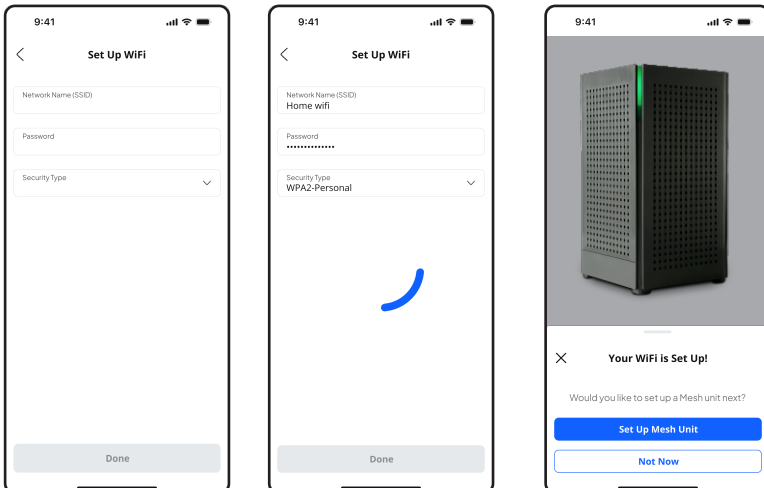 9:41
Set Up WiFi
Network Name (SSID)
Password
Security Type
Done
9:41
Set Up WiFi
Network Name (SSID)
Home wifi
Password
••••••••••••••
Security Type
WPA2-Personal
Done
9:41
Your WiFi is Set Up!
Would you like to set up a Mesh unit next?
Set Up Mesh Unit
Not Now